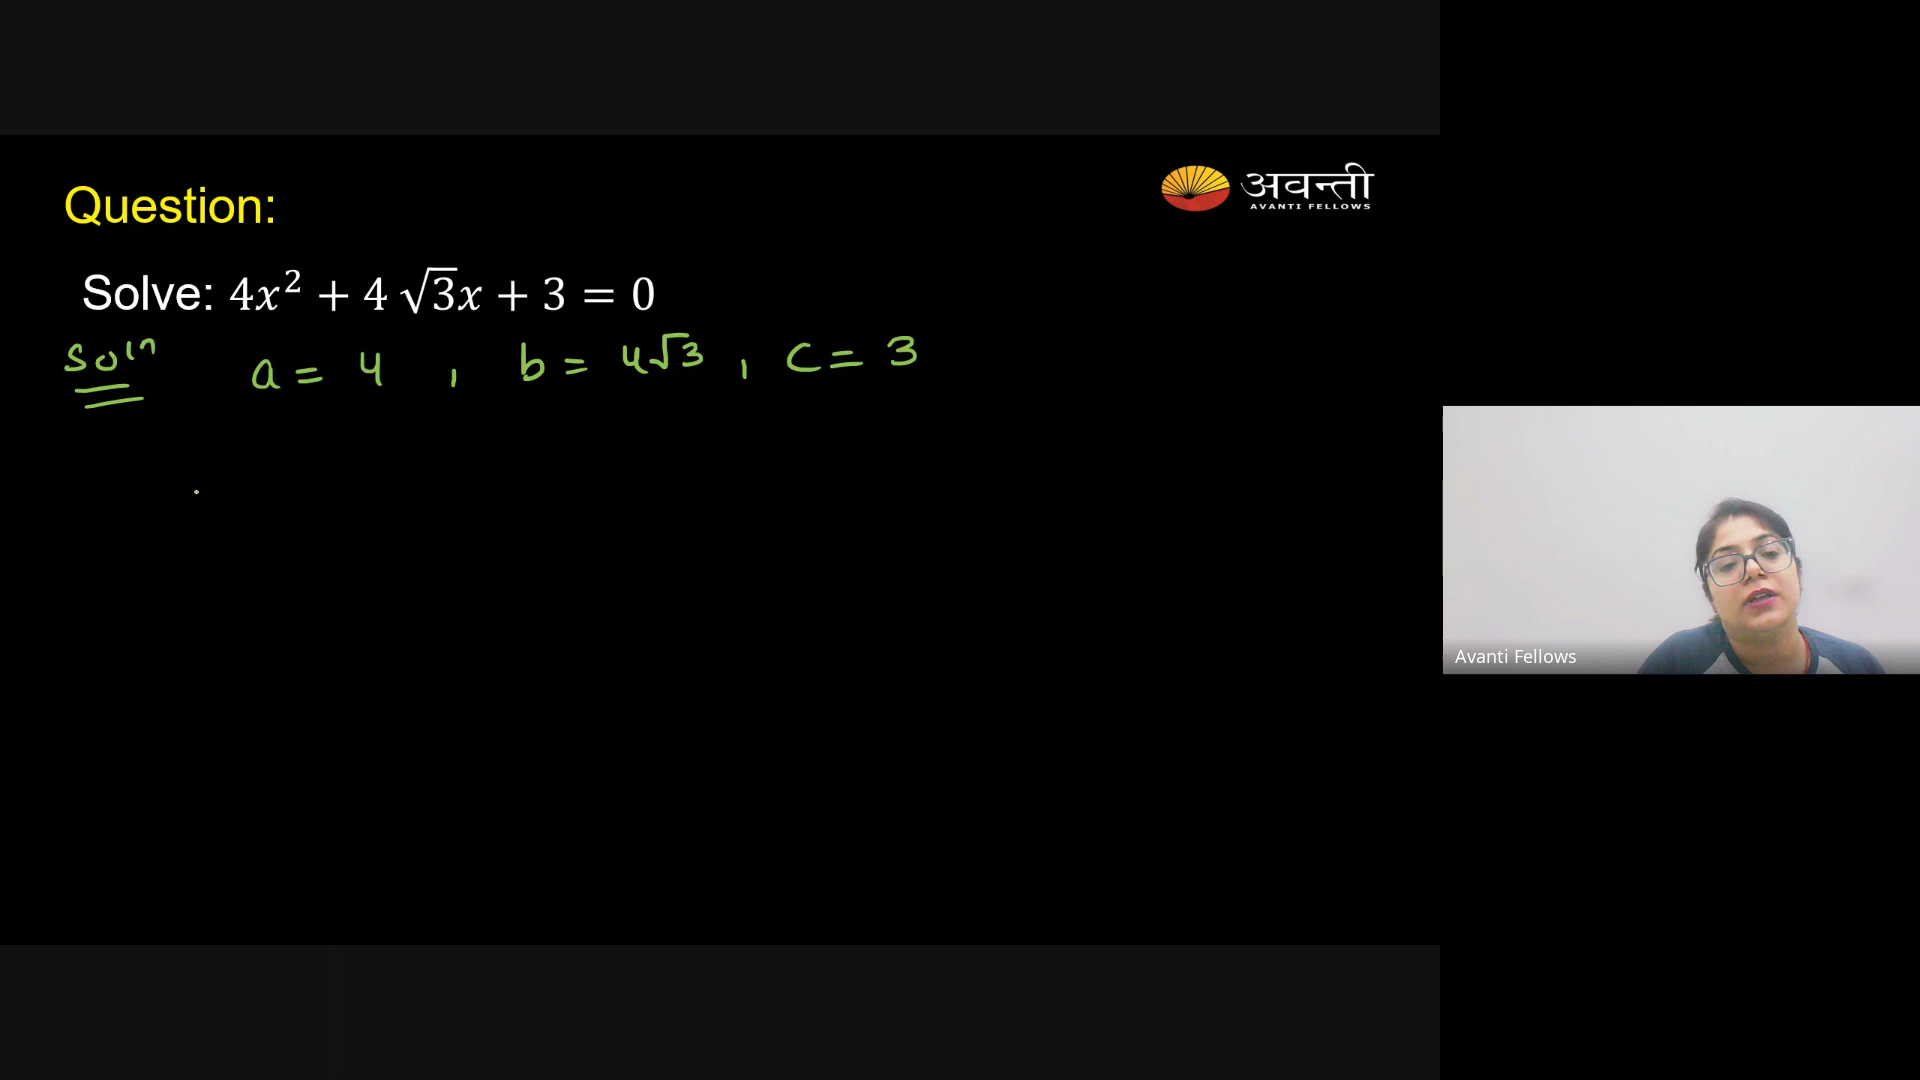 Question:
अवन्ती
AVANTI FELLOWS
Solve: 4x² + 4 √3x + 3 = 0
Soln a = 4 , b = 4√3 , c = 3
Avanti Fellows